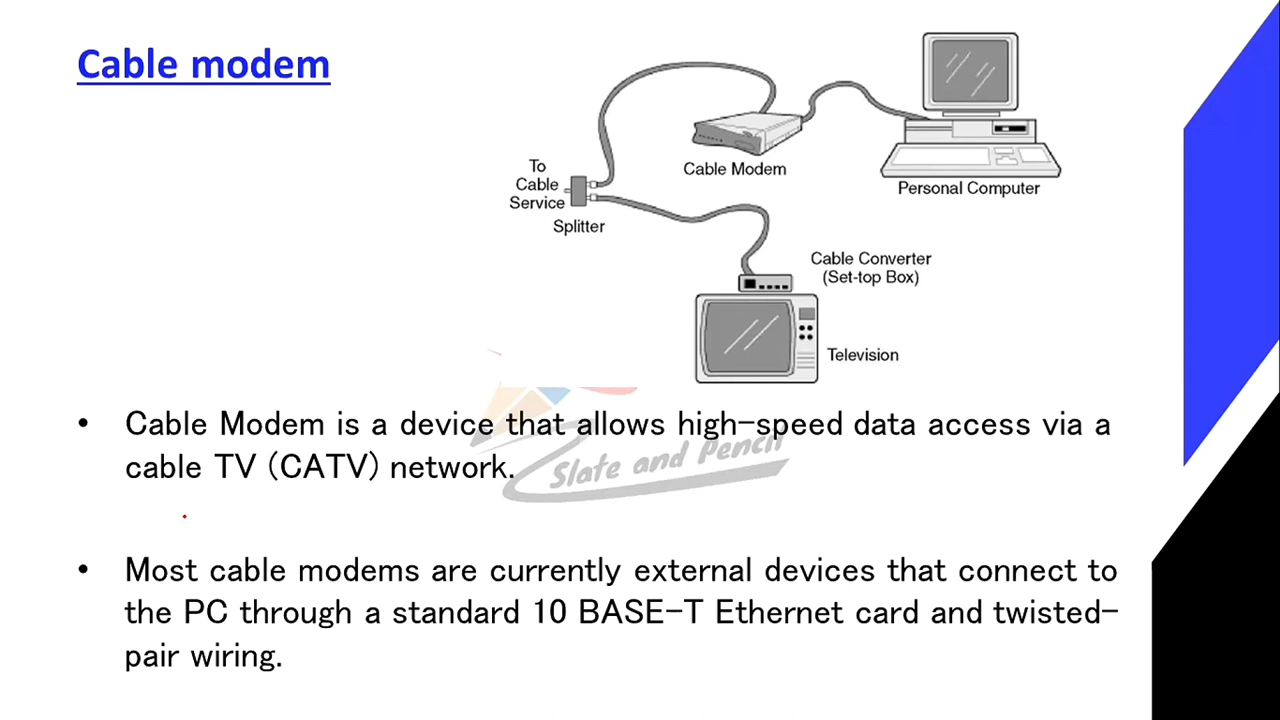 Cable modem
To
Cable
Service
Splitter
Cable Modem
Personal Computer
Cable Converter
(Set-top Box)
Television
• Cable Modem is a device that allows high-speed data access via a
cable TV (CATV) network.
Slate and Pencil
• Most cable modems are currently external devices that connect to
the PC through a standard 10 BASE-T Ethernet card and twisted-
pair wiring.